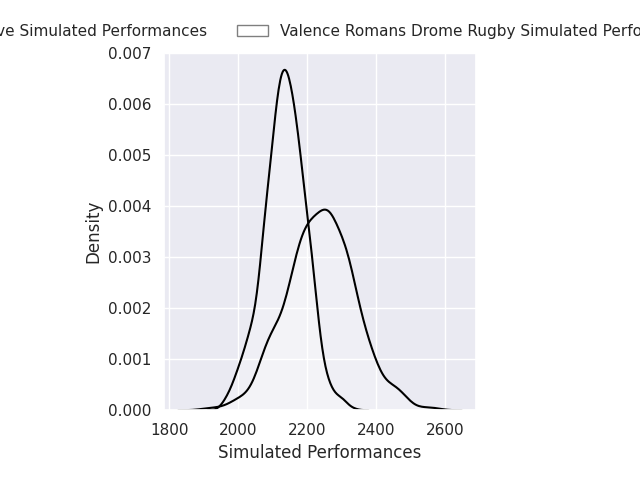 ve Simulated Performances
Valence Romans Drome Rugby Simulated Perfo
0.007
0.006
0.005
0.004
0.003
0.002
0.001
0.000
Density
1800 2000 2200 2400 2600
Simulated Performances